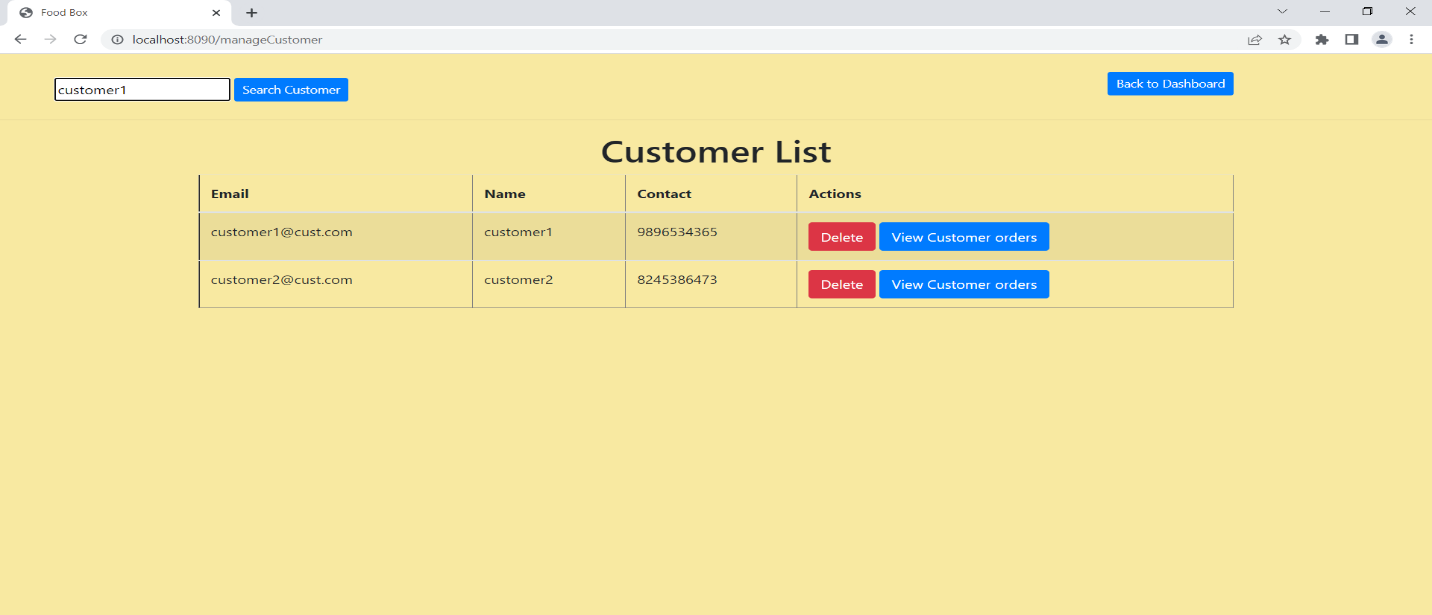 Food Box
localhost:8090/manageCustomer
customer1 Search Customer Back to Dashboard
Customer List
Email Name Contact Actions
customer1@cust.com customer1 9896534365 Delete View Customer orders
customer2@cust.com customer2 8245386473 Delete View Customer orders